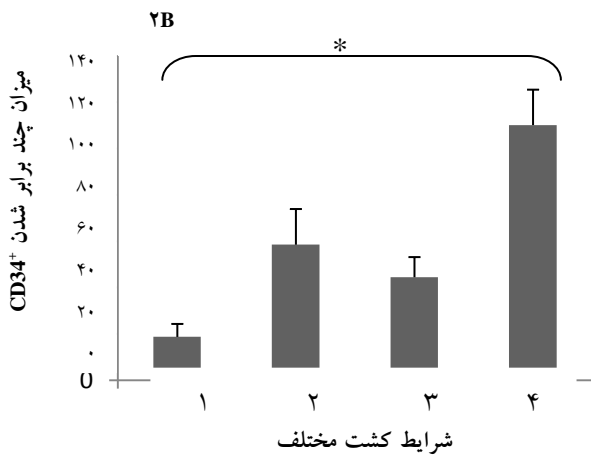 ۲B
*
میزان چند برابر شدن CD34⁺
۱۴۰
۱۲۰
۱۰۰
۸۰
۶۰
۴۰
۲۰
۰
0
۱ ۲ ۳ ۴
شرایط کشت مختلف